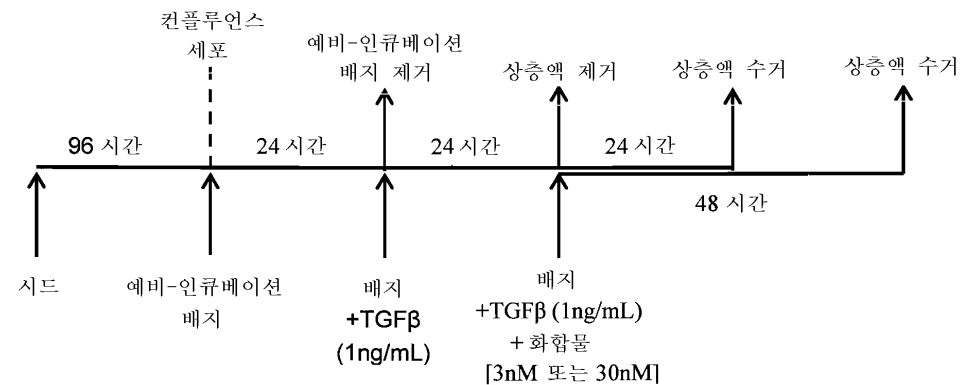 컨플루언스
세포
예비-인큐베이션
배지 제거
상층액 제거
상층액 수거
상층액 수거
96 시간
24 시간
24 시간
24 시간
48 시간
시드
예비-인큐베이션
배지
배지
+TGFβ
(1ng/mL)
배지
+TGFβ (1ng/mL)
+ 화합물
[3nM 또는 30nM]